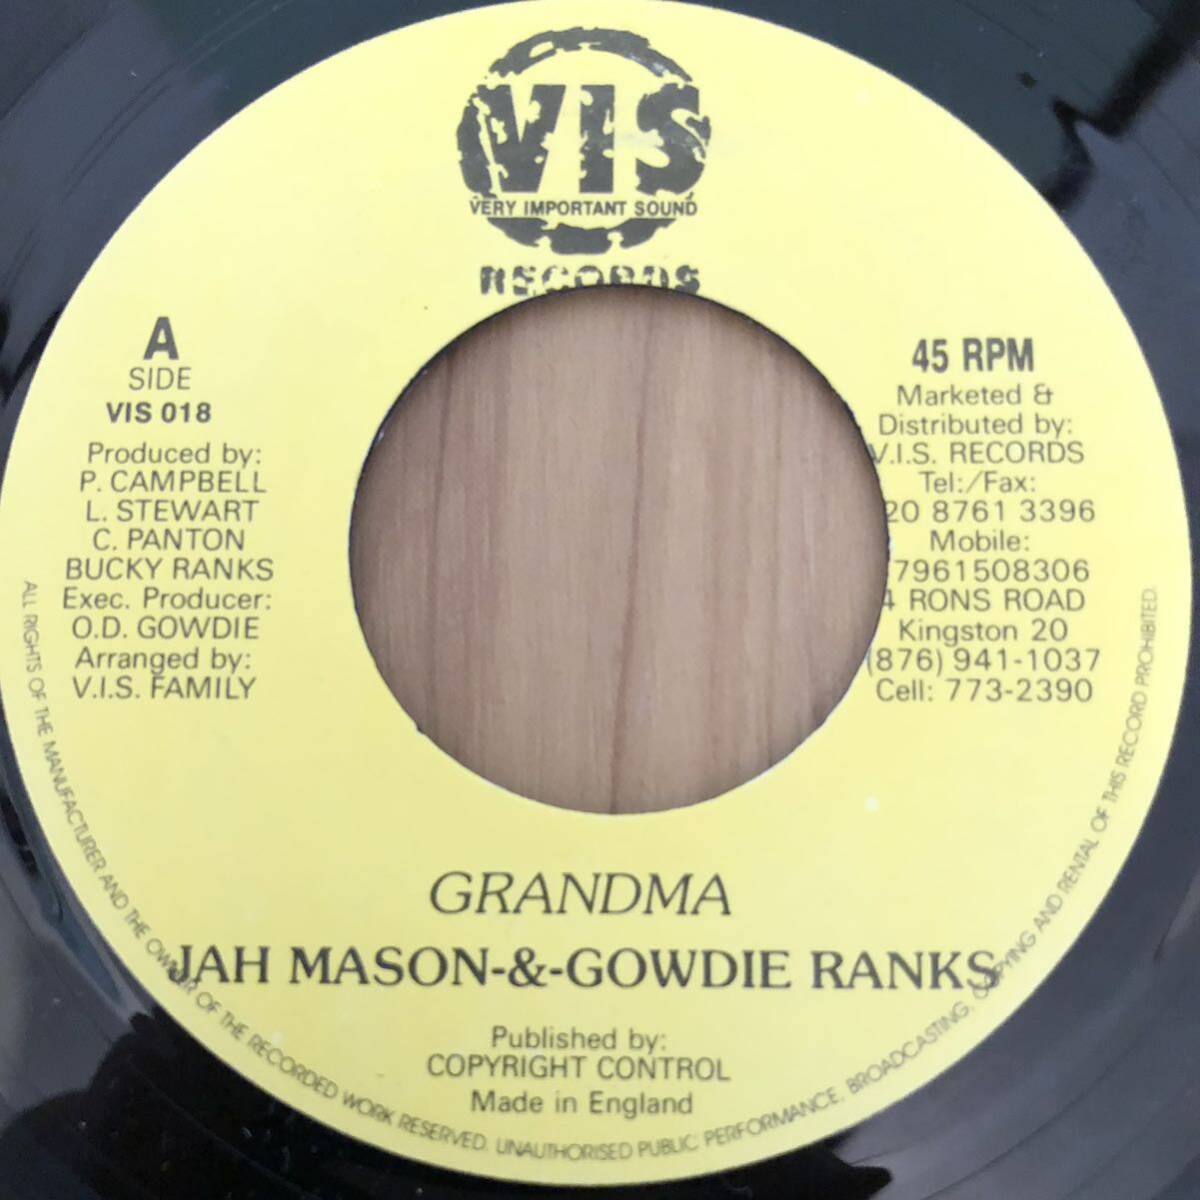 VIS
VERY IMPORTANT SOUND
RECORDS
A
SIDE
VIS 018
Produced by:
P. CAMPBELL
L. STEWART
C. PANTON
BUCKY RANKS
Exec. Producer:
O.D. GOWDIE
Arranged by:
V.I.S. FAMILY
45 RPM
Marketed &
Distributed by:
V.I.S. RECORDS
Tel:/Fax:
20 8761 3396
Mobile:
7961508306
4 RONS ROAD
Kingston 20
(876) 941-1037
Cell: 773-2390
GRANDMA
JAH MASON-&-GOWDIE RANKS
Published by:
COPYRIGHT CONTROL
Made in England
ALL RIGHTS OF THE MANUFACTURER AND THE OWNER OF THE RECORDED WORK RESERVED. UNAUTHORISED PUBLIC PERFORMANCE, BROADCASTING, COPYING AND RENTAL OF THIS RECORD PROHIBITED.